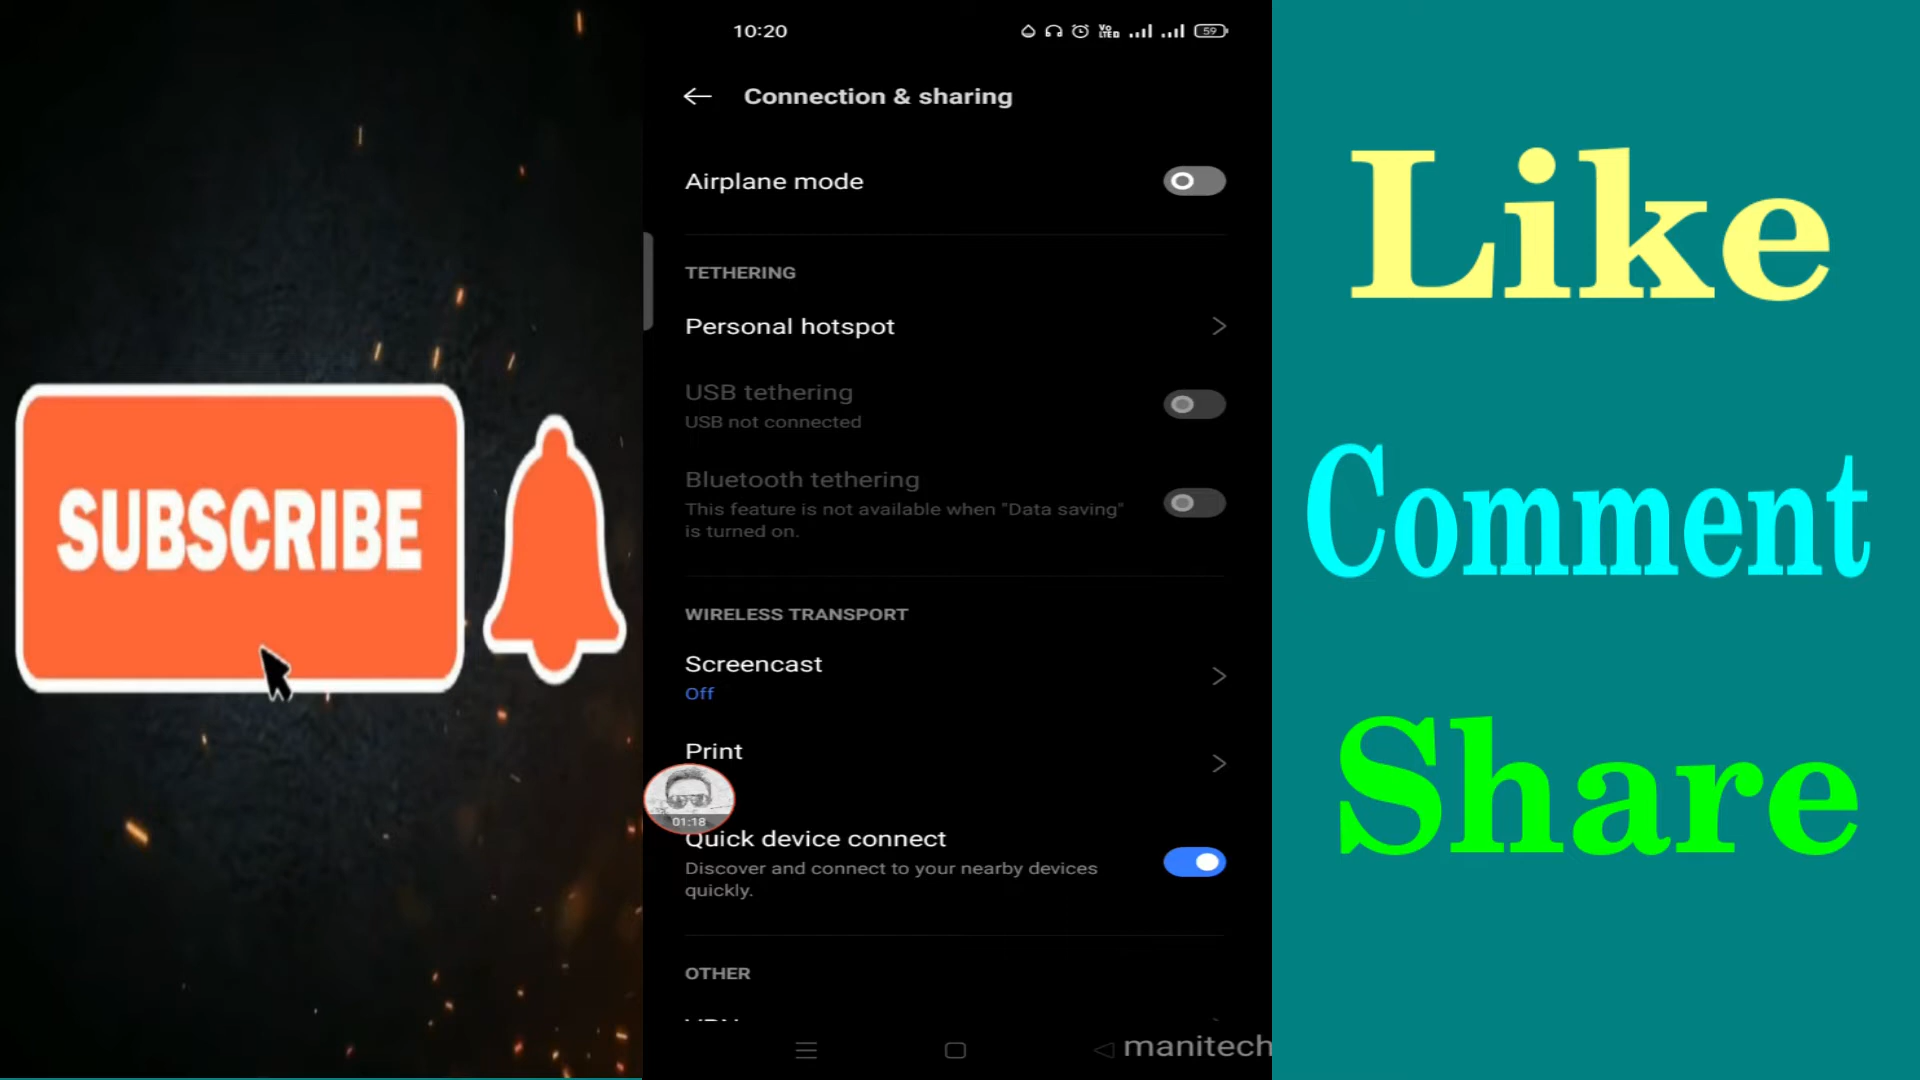 SUBSCRIBE
10:20
59
Connection & sharing
Airplane mode
TETHERING
Personal hotspot
USB tethering
USB not connected
Bluetooth tethering
This feature is not available when "Data saving"
is turned on.
WIRELESS TRANSPORT
Screencast
Off
Print
01:18
Quick device connect
Discover and connect to your nearby devices
quickly.
OTHER
manitech
Like
Comment
Share